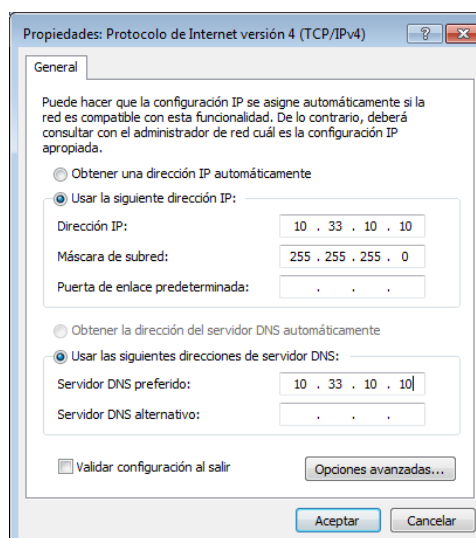 Propiedades: Protocolo de Internet versión 4 (TCP/IPv4)
General
Puede hacer que la configuración IP se asigne automáticamente si la
red es compatible con esta funcionalidad. De lo contrario, deberá
consultar con el administrador de red cuál es la configuración IP
apropiada.
Obtener una dirección IP automáticamente
Usar la siguiente dirección IP:
Dirección IP: 10 . 33 . 10 . 10
Máscara de subred: 255 . 255 . 255 . 0
Puerta de enlace predeterminada: . . .
Obtener la dirección del servidor DNS automáticamente
Usar las siguientes direcciones de servidor DNS:
Servidor DNS preferido: 10 . 33 . 10 . 10
Servidor DNS alternativo: . . .
Validar configuración al salir
Opciones avanzadas...
Aceptar Cancelar